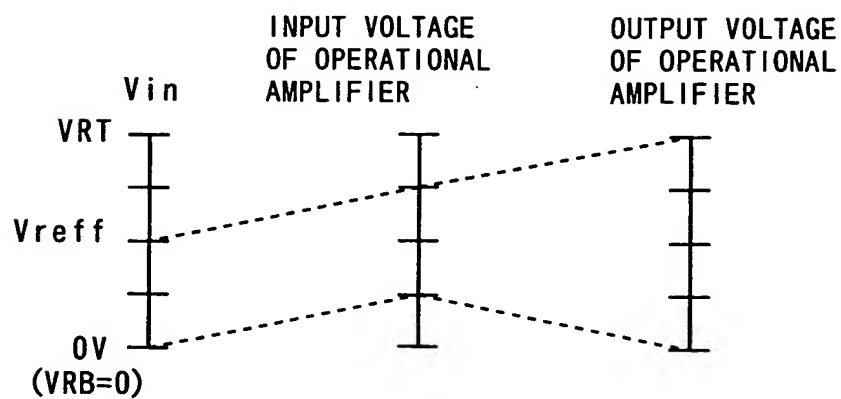 INPUT VOLTAGE
OF OPERATIONAL
AMPLIFIER
OUTPUT VOLTAGE
OF OPERATIONAL
AMPLIFIER
Vin
VRT
Vreff
0V
(VRB=0)